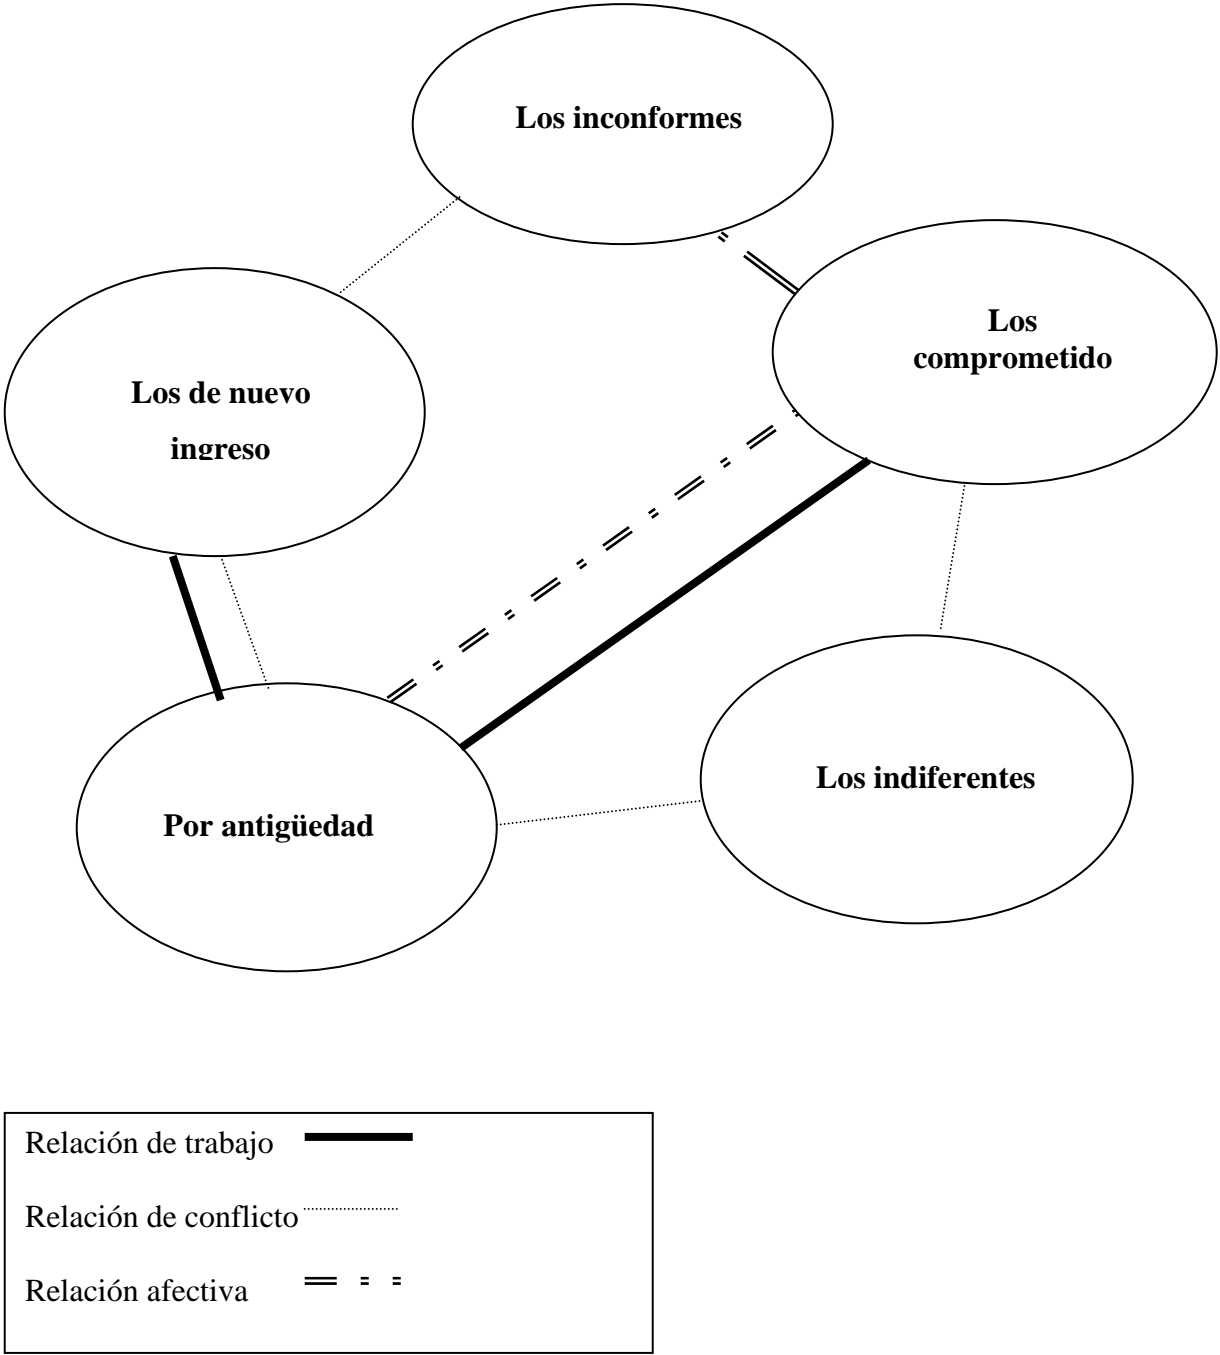 Los inconformes
Los
comprometido
Los de nuevo
ingreso
Los indiferentes
Por antigüedad
Relación de trabajo
Relación de conflicto
Relación afectiva